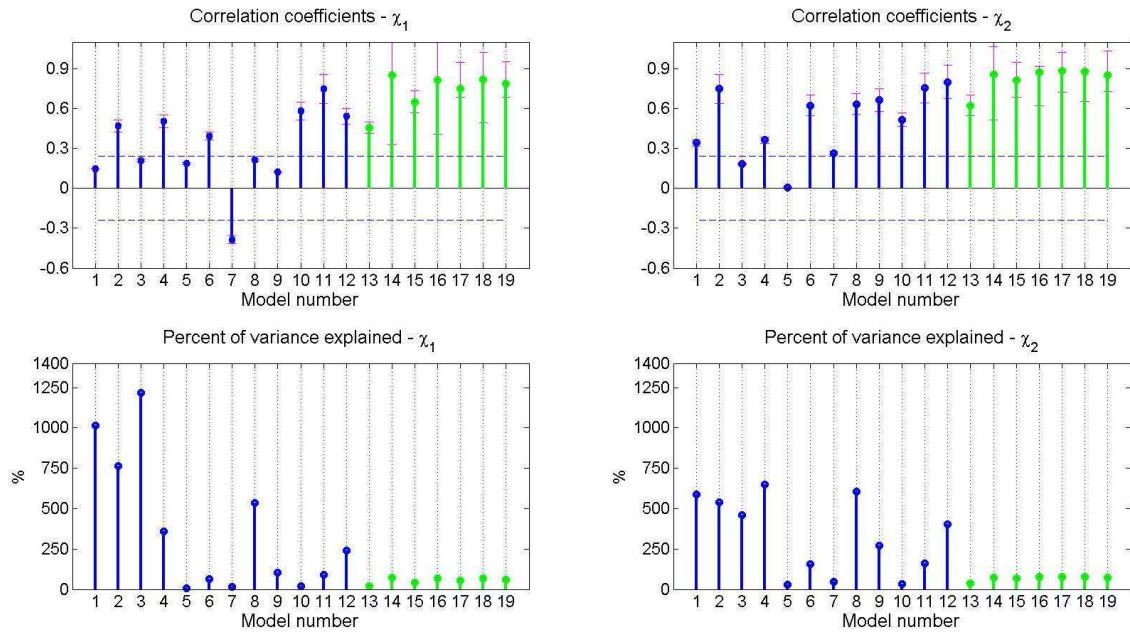 Correlation coefficients - χ1
0.9
0.6
0.3
0
-0.3
-0.6
1 2 3 4 5 6 7 8 9 10 11 12 13 14 15 16 17 18 19
Model number
Correlation coefficients - χ2
0.9
0.6
0.3
0
-0.3
-0.6
1 2 3 4 5 6 7 8 9 10 11 12 13 14 15 16 17 18 19
Model number
Percent of variance explained - χ1
%
1400
1250
1000
750
500
250
0
1 2 3 4 5 6 7 8 9 10 11 12 13 14 15 16 17 18 19
Model number
Percent of variance explained - χ2
%
1400
1250
1000
750
500
250
0
1 2 3 4 5 6 7 8 9 10 11 12 13 14 15 16 17 18 19
Model number